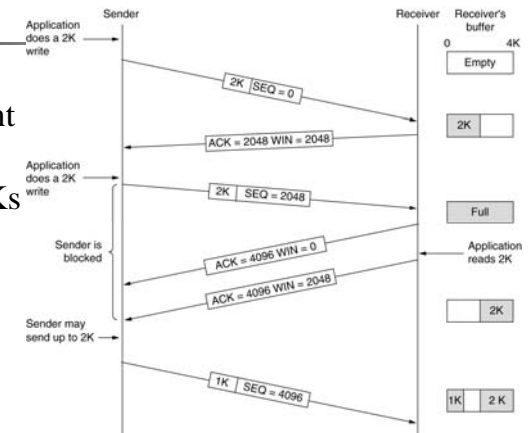 Sender
Receiver
Receiver's
buffer
Application
does a 2K
write
0
4K
Empty
2K
SEQ = 0
2K
ACK = 2048 WIN = 2048
Application
does a 2K
write
2K
SEQ = 2048
Full
Sender is
blocked
ACK = 4096 WIN = 0
Application
reads 2K
ACK = 4096 WIN = 2048
2K
Sender may
send up to 2K
1K
SEQ = 4096
1K
2 K